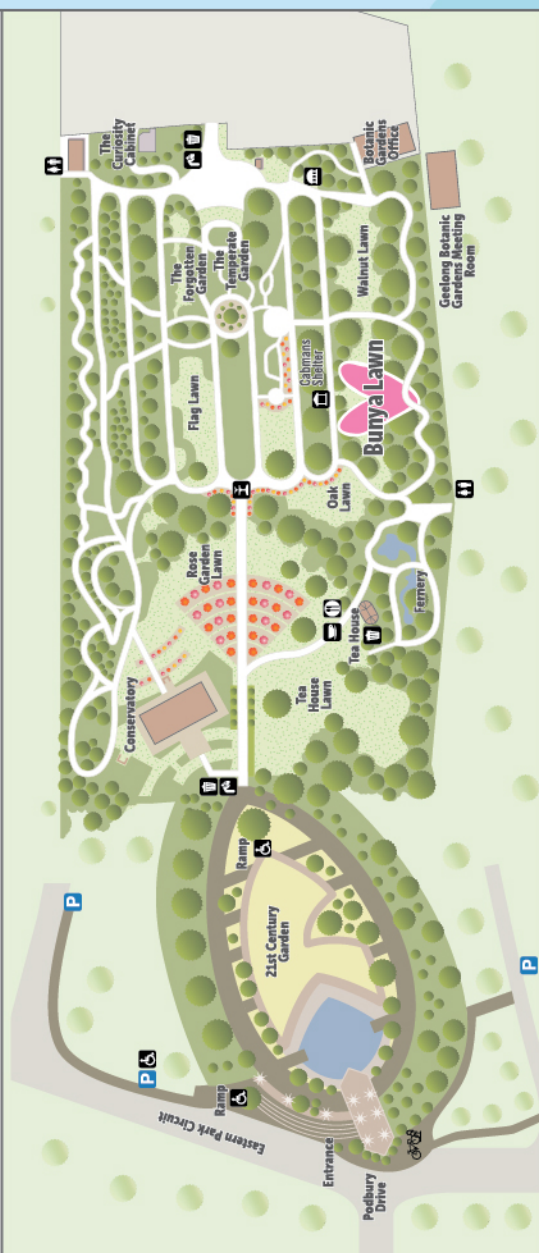 The
Curiosity
Cabinet
Botanic
Gardens
Office
Geelong Botanic
Gardens Meeting
Room
The
Forgotten
Garden
The
Temperate
Garden
Walnut Lawn
Flag Lawn
Cabmans
Shelter
Bunya Lawn
Oak
Lawn
Rose
Garden
Lawn
Fernery
Tea House
Tea
House
Lawn
Conservatory
Ramp
21st Century
Garden
P
P
P
Ramp
Eastern Park Circuit
Entrance
Podbury
Drive